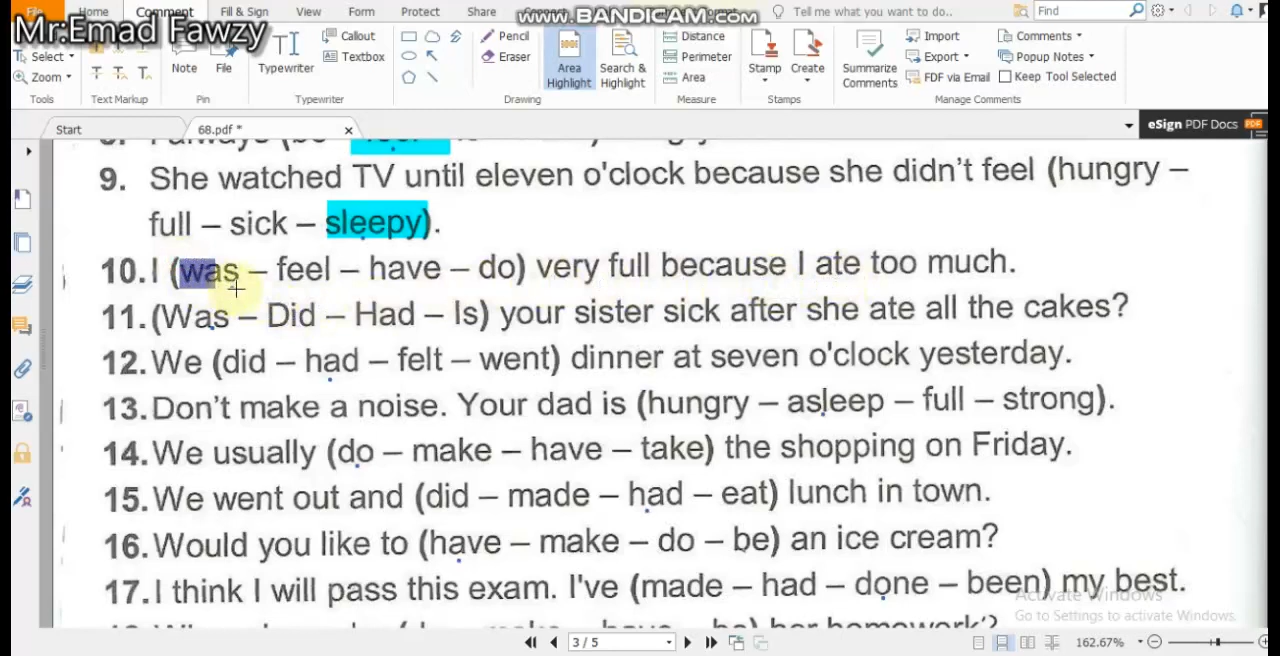 File Home Comment Fill & Sign View Form Protect Share Connect Tell me what you want to do.. Find
www.BANDICAM.com
Mr:Emad Fawzy
Select Zoom Note File Typewriter Callout Textbox Pencil Eraser Area Highlight Search & Highlight Distance Perimeter Area Stamp Create Summarize Comments Import Export FDF via Email Comments Popup Notes Keep Tool Selected
Tools Text Markup Pin Typewriter Drawing Measure Stamps Manage Comments
Start 68.pdf * eSign PDF Docs
9. She watched TV until eleven o'clock because she didn't feel (hungry –
full – sick – sleepy).
10. I (was – feel – have – do) very full because I ate too much.
11. (Was – Did – Had – Is) your sister sick after she ate all the cakes?
12. We (did – had – felt – went) dinner at seven o'clock yesterday.
13. Don't make a noise. Your dad is (hungry – asleep – full – strong).
14. We usually (do – make – have – take) the shopping on Friday.
15. We went out and (did – made – had – eat) lunch in town.
16. Would you like to (have – make – do – be) an ice cream?
17. I think I will pass this exam. I've (made – had – done – been) my best.
Activate Windows
Go to Settings to activate Windows.
3 / 5 162.67%